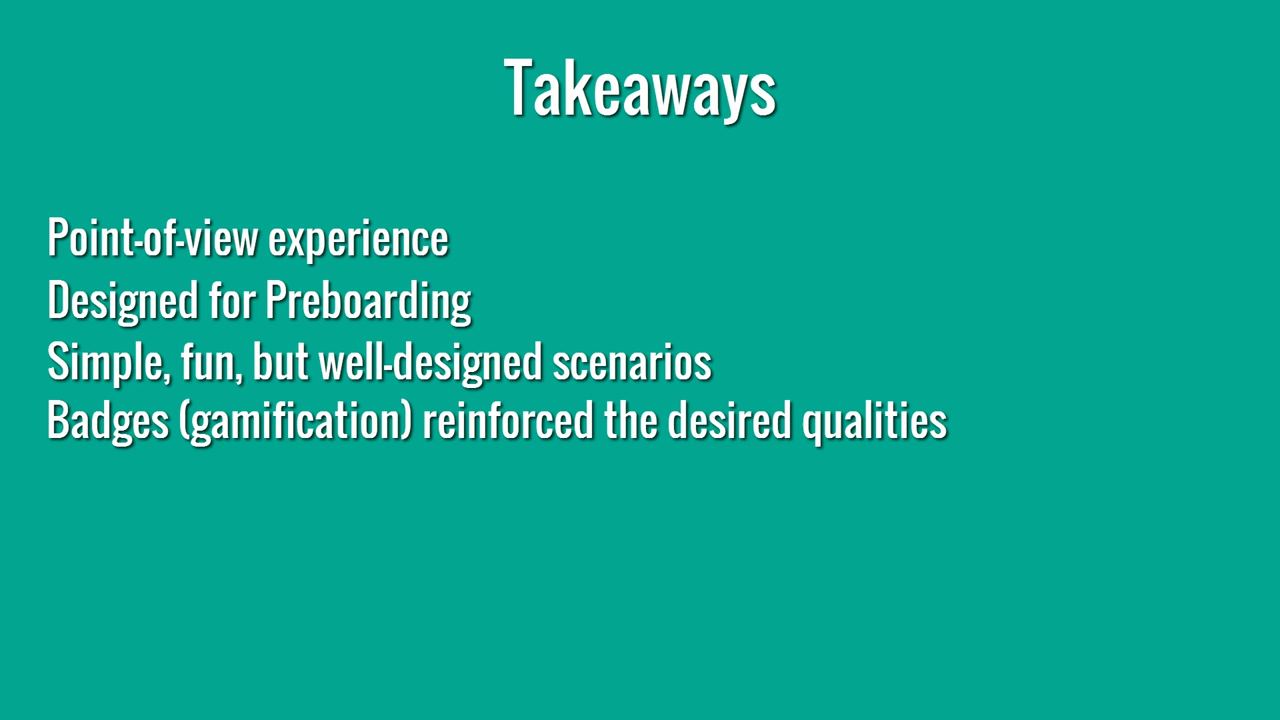 Takeaways
Point-of-view experience
Designed for Preboarding
Simple, fun, but well-designed scenarios
Badges (gamification) reinforced the desired qualities